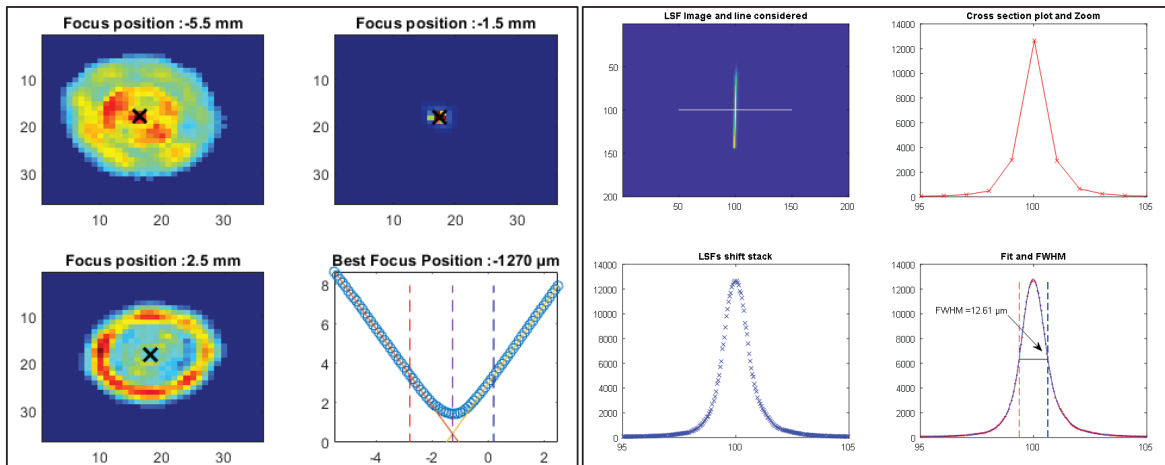 Focus position :-5.5 mm
10
20
30
10 20 30
Focus position :-1.5 mm
10
20
30
10 20 30
Focus position :2.5 mm
10
20
30
10 20 30
Best Focus Position :-1270 µm
8
6
4
2
0
-4 -2 0 2
LSF Image and line considered
50
100
150
200
50 100 150 200
Cross section plot and Zoom
14000
12000
10000
8000
6000
4000
2000
0
95 100 105
LSFs shift stack
14000
12000
10000
8000
6000
4000
2000
0
95 100 105
Fit and FWHM
14000
12000
10000
8000
6000
4000
2000
0
FWHM =12.61 µm
95 100 105